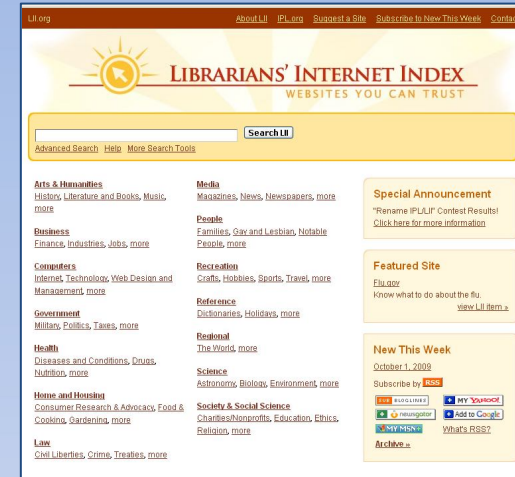 LII.org
About LII IPL.org Suggest a Site Subscribe to New This Week Contac
LIBRARIANS' INTERNET INDEX
WEBSITES YOU CAN TRUST
Search LII
Advanced Search Help More Search Tools
Arts & Humanities
History, Literature and Books, Music,
more
Business
Finance, Industries, Jobs, more
Computers
Internet, Technology, Web Design and
Management, more
Government
Military, Politics, Taxes, more
Health
Diseases and Conditions, Drugs,
Nutrition, more
Home and Housing
Consumer Research & Advocacy, Food &
Cooking, Gardening, more
Law
Civil Liberties, Crime, Treaties, more
Media
Magazines, News, Newspapers, more
People
Families, Gay and Lesbian, Notable
People, more
Recreation
Crafts, Hobbies, Sports, Travel, more
Reference
Dictionaries, Holidays, more
Regional
The World, more
Science
Astronomy, Biology, Environment, more
Society & Social Science
Charities/Nonprofits, Education, Ethics,
Religion, more
Special Announcement
"Rename IPL/LII" Contest Results!
Click here for more information
Featured Site
Flu.gov
Know what to do about the flu.
view LII item »
New This Week
October 1, 2009
Subscribe by RSS
SUB BLOGLINES MY YAHOO!
newsgator Add to Google
MY MSN What's RSS?
Archive »